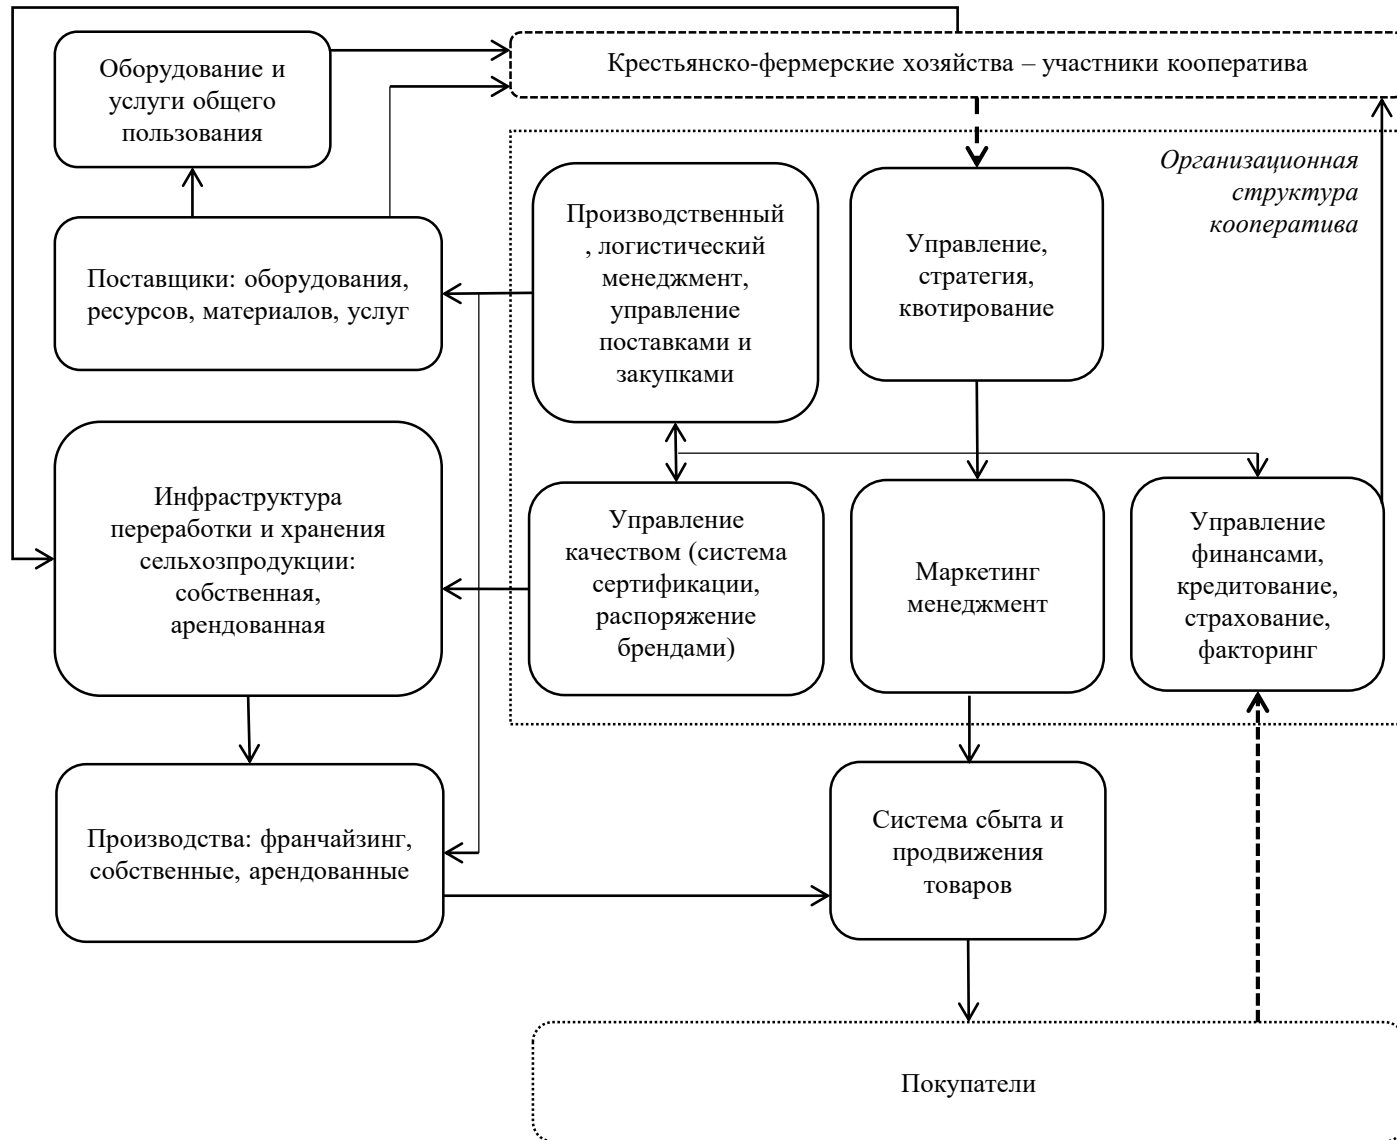 Оборудование и
услуги общего
пользования
Крестьянско-фермерские хозяйства – участники кооператива
Организационная
структура
кооператива
Производственный
, логистический
менеджмент,
управление
поставками и
закупками
Управление,
стратегия,
квотирование
Поставщики: оборудования,
ресурсов, материалов, услуг
Инфраструктура
переработки и хранения
сельхозпродукции:
собственная,
арендованная
Управление
качеством (система
сертификации,
распоряжение
брендами)
Маркетинг
менеджмент
Управление
финансами,
кредитование,
страхование,
факторинг
Производства: франчайзинг,
собственные, арендованные
Система сбыта и
продвижения
товаров
Покупатели